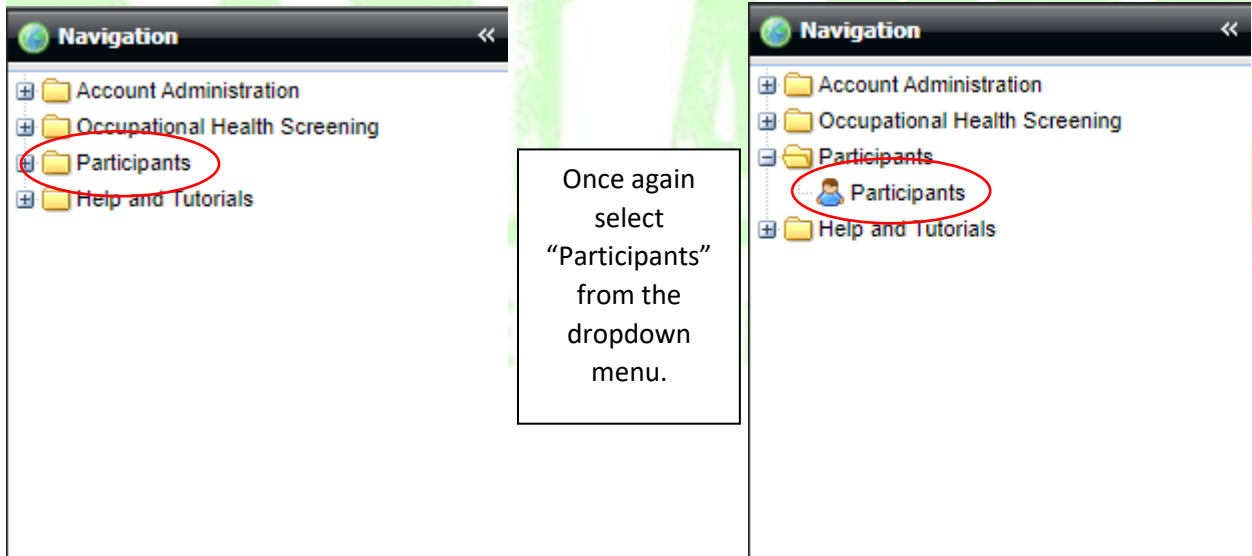 Navigation «
Account Administration
Occupational Health Screening
Participants
Help and Tutorials
Once again
select
“Participants”
from the
dropdown
menu.
Navigation «
Account Administration
Occupational Health Screening
Participants
Participants
Help and Tutorials